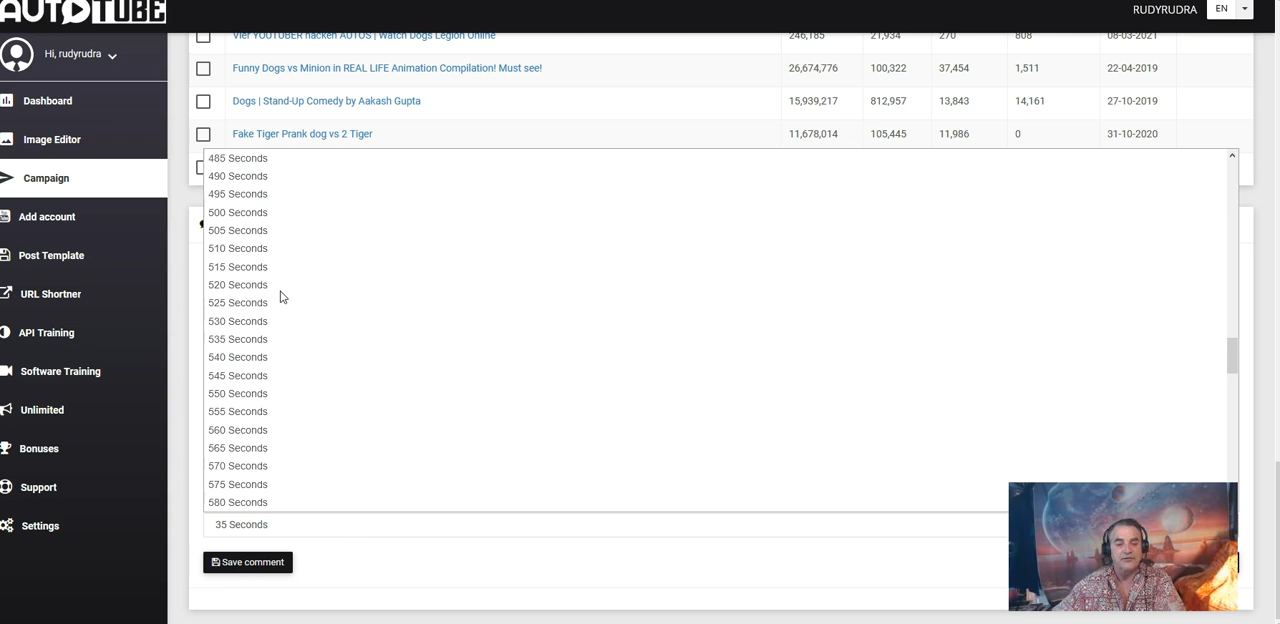 AUTOTUBE
RUDYRUDRA
EN
Hi, rudyrudra
Dashboard
Image Editor
Campaign
Add account
Post Template
URL Shortner
API Training
Software Training
Unlimited
Bonuses
Support
Settings
Vier YOUTUBER hacken AUTOS | Watch Dogs Legion Online 246,185 21,934 270 808 08-03-2021
Funny Dogs vs Minion in REAL LIFE Animation Compilation! Must see! 26,674,776 100,322 37,454 1,511 22-04-2019
Dogs | Stand-Up Comedy by Aakash Gupta 15,939,217 812,957 13,843 14,161 27-10-2019
Fake Tiger Prank dog vs 2 Tiger 11,678,014 105,445 11,986 0 31-10-2020
485 Seconds
490 Seconds
495 Seconds
500 Seconds
505 Seconds
510 Seconds
515 Seconds
520 Seconds
525 Seconds
530 Seconds
535 Seconds
540 Seconds
545 Seconds
550 Seconds
555 Seconds
560 Seconds
565 Seconds
570 Seconds
575 Seconds
580 Seconds
35 Seconds
Save comment